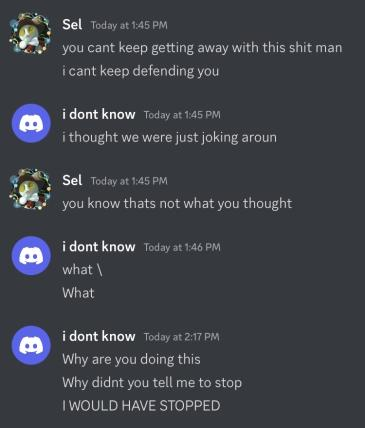 Sel Today at 1:45 PM
you cant keep getting away with this shit man
i cant keep defending you
i dont know Today at 1:45 PM
i thought we were just joking aroun
Sel Today at 1:45 PM
you know thats not what you thought
i dont know Today at 1:46 PM
what \
What
i dont know Today at 2:17 PM
Why are you doing this
Why didnt you tell me to stop
I WOULD HAVE STOPPED